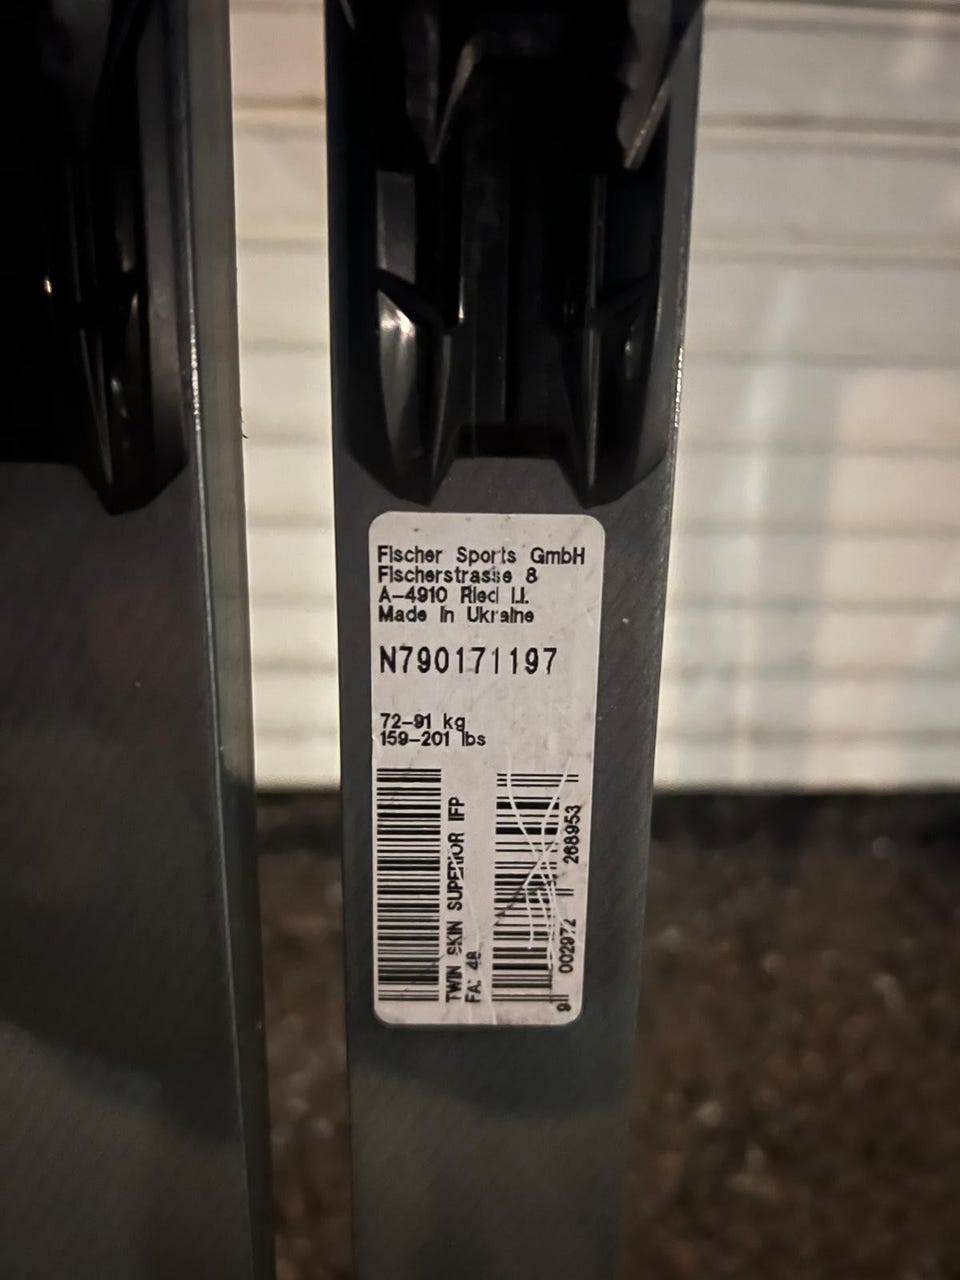 Fischer Sports GmbH
Fischerstrasse 8
A-4910 Ried I.I.
Made in Ukraine
N790171197
72-91 kg
159-201 lbs
TWIN SKIN SUPERIOR IFP
FA: 48
9 002972 268953